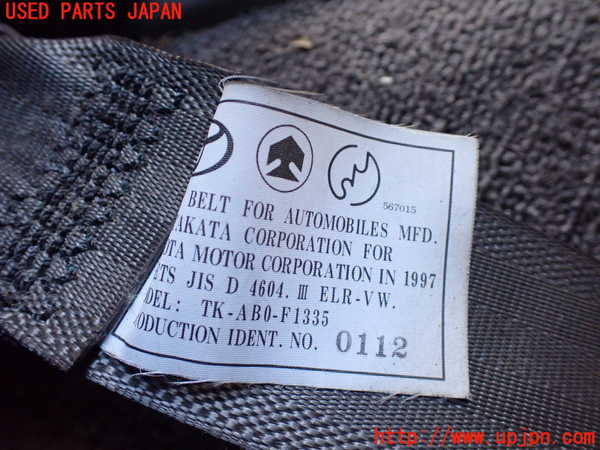 USED PARTS JAPAN
567015
BELT FOR AUTOMOBILES MFD.
AKATA CORPORATION FOR
OTA MOTOR CORPORATION IN 1997
TS JIS D 4604. Ⅲ ELR-VW.
DEL: TK-AB0-F1335
ODUCTION IDENT. NO. 0112
http://www.upjpn.com/